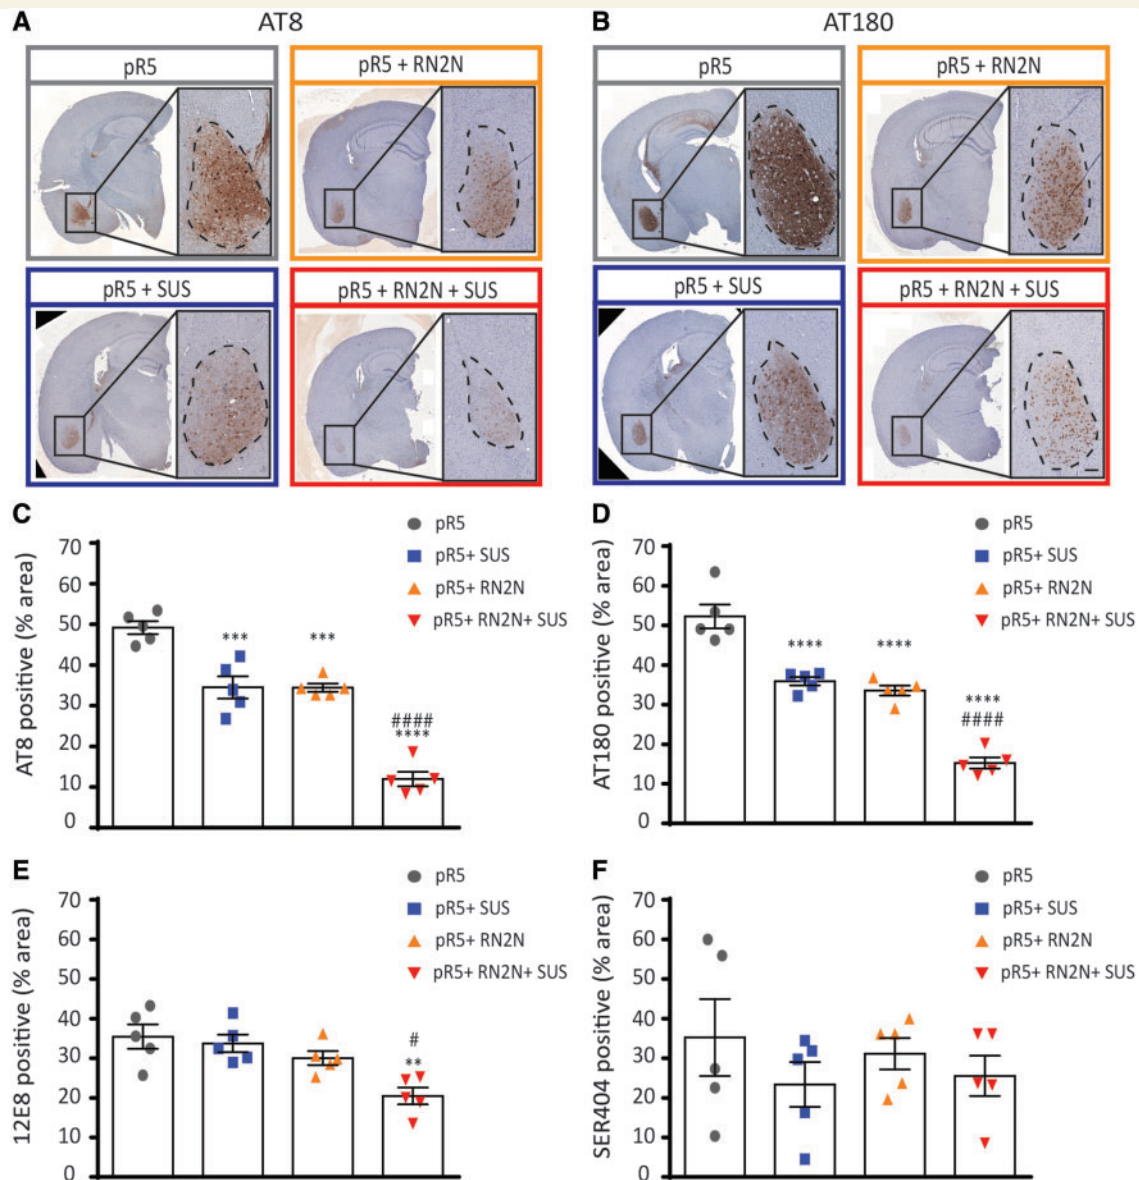 A AT8
pR5
pR5 + RN2N
pR5 + SUS
pR5 + RN2N + SUS
B AT180
pR5
pR5 + RN2N
pR5 + SUS
pR5 + RN2N + SUS
C
AT8 positive (% area)
70
60
50
40
30
20
10
0
***
***
####
****
pR5
pR5+ SUS
pR5+ RN2N
pR5+ RN2N+ SUS
D
AT180 positive (% area)
70
60
50
40
30
20
10
0
****
****
****
####
pR5
pR5+ SUS
pR5+ RN2N
pR5+ RN2N+ SUS
E
12E8 positive (% area)
70
60
50
40
30
20
10
0
#
**
pR5
pR5+ SUS
pR5+ RN2N
pR5+ RN2N+ SUS
F
SER404 positive (% area)
70
60
50
40
30
20
10
0
pR5
pR5+ SUS
pR5+ RN2N
pR5+ RN2N+ SUS